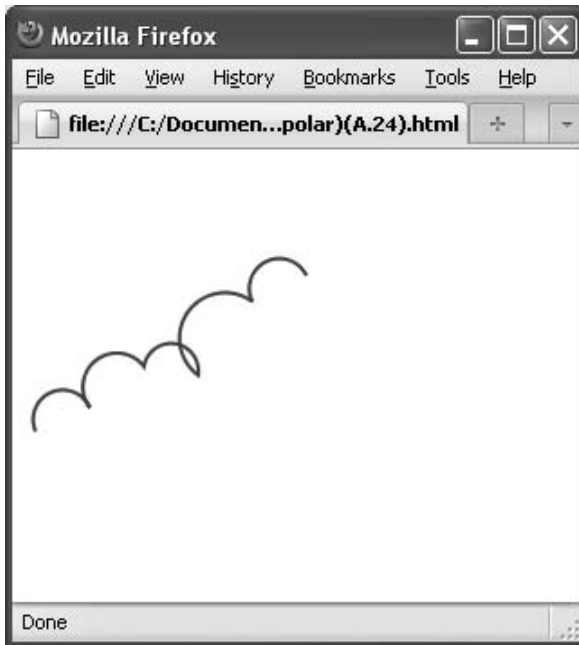 Mozilla Firefox
File Edit View History Bookmarks Tools Help
file:///C:/Documen...polar)(A.24).html
Done